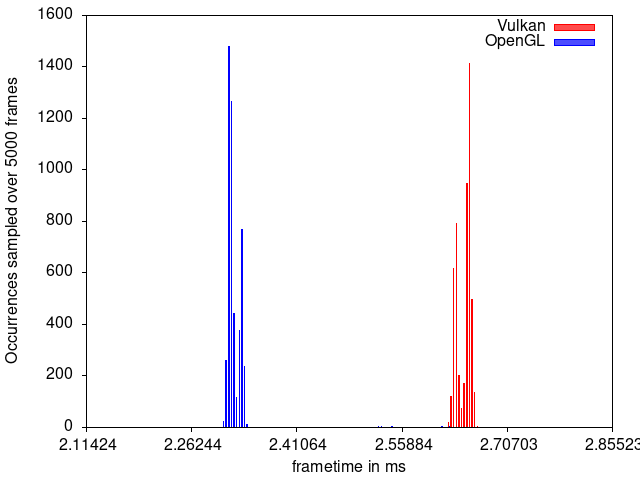 1600
1400
1200
1000
800
600
400
200
0
Occurrences sampled over 5000 frames
Vulkan
OpenGL
2.11424 2.26244 2.41064 2.55884 2.70703 2.85523
frametime in ms